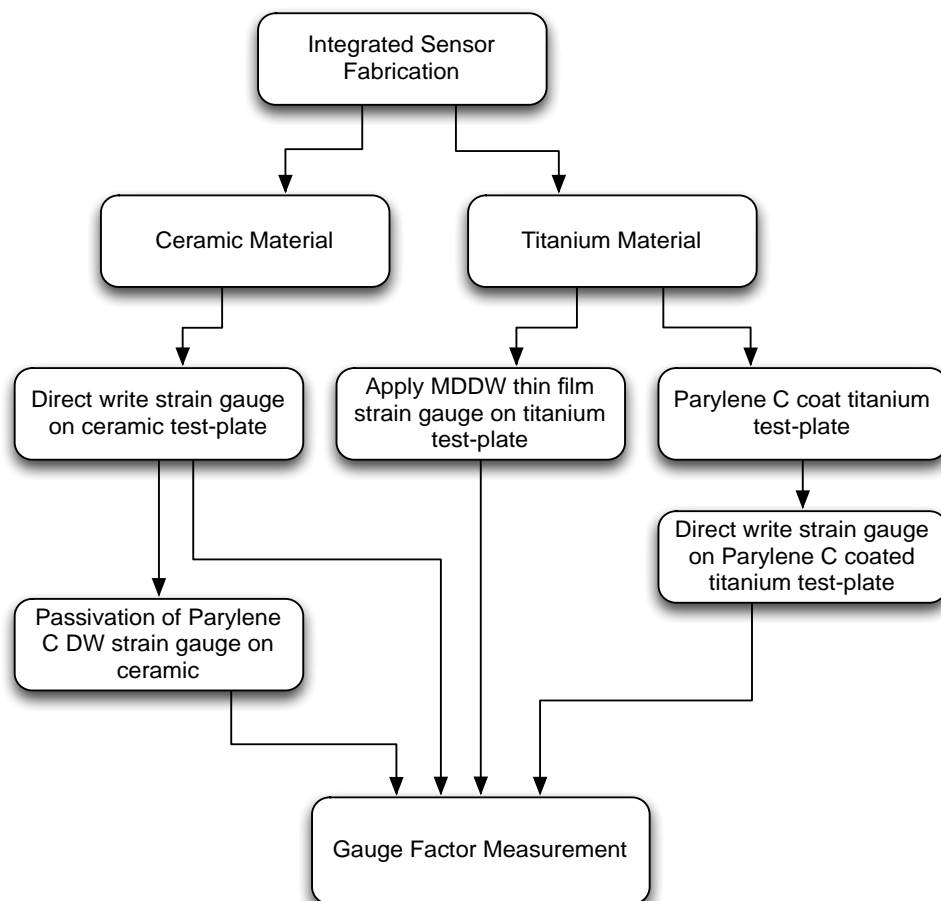 Integrated Sensor
Fabrication
Ceramic Material
Titanium Material
Direct write strain gauge
on ceramic test-plate
Apply MDDW thin film
strain gauge on titanium
test-plate
Parylene C coat titanium
test-plate
Direct write strain gauge
on Parylene C coated
titanium test-plate
Passivation of Parylene
C DW strain gauge on
ceramic
Gauge Factor Measurement